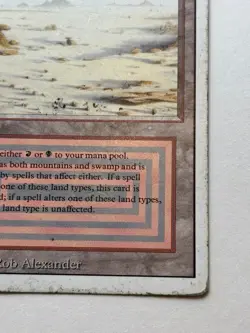 either or to your mana pool.
as both mountains and swamp and is
by spells that affect either. If a spell
one of these land types, this card is
d; if a spell alters one of these land types,
land type is unaffected.
Rob Alexander